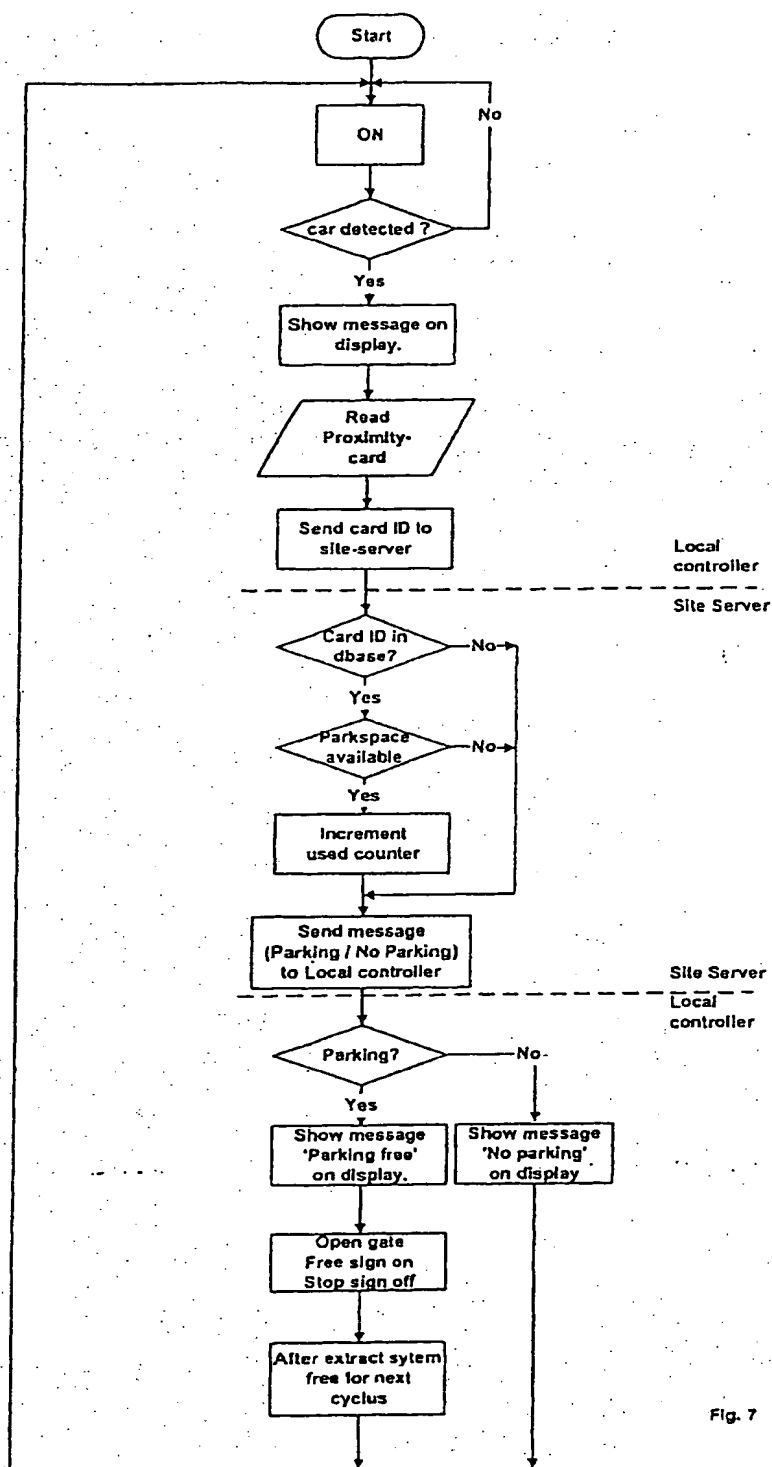 Start
No
ON
car detected ?
Yes
Show message on
display.
Read
Proximity-
card
Send card ID to
site-server
Local
controller
Site Server
Card ID in
dbase?
No
Yes
Parkspace
available
No
Yes
Increment
used counter
Send message
(Parking / No Parking)
to Local controller
Site Server
Local
controller
Parking?
No
Yes
Show message
'Parking free'
on display.
Show message
'No parking'
on display
Open gate
Free sign on
Stop sign off
After extract sytem
free for next
cyclus
Fig. 7